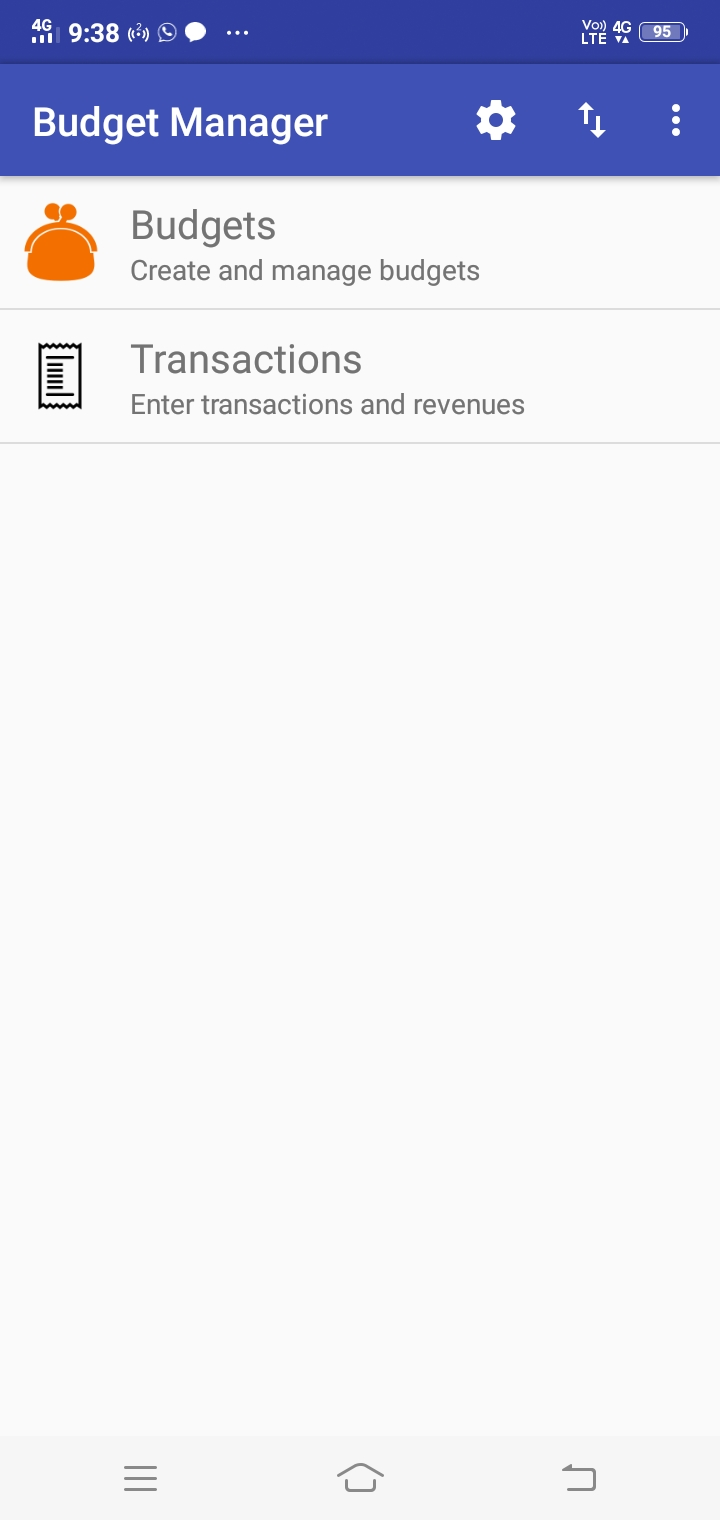 4G 9:38 2 ... Vo)) LTE 4G 95
Budget Manager
Budgets
Create and manage budgets
Transactions
Enter transactions and revenues